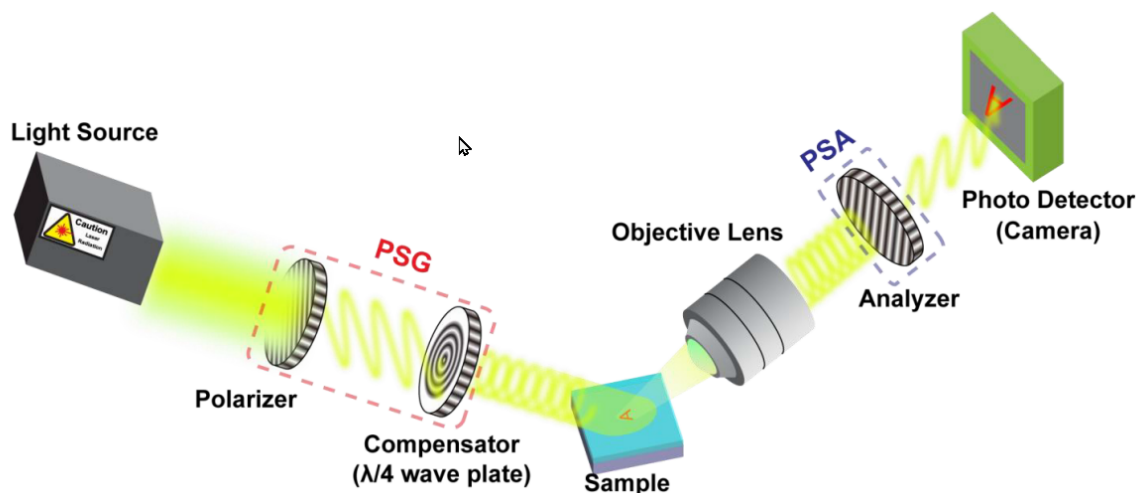 Light Source
Caution
Laser
Radiation
PSG
Polarizer
Compensator
(λ/4 wave plate)
Sample
A
Objective Lens
PSA
Analyzer
A
Photo Detector
(Camera)